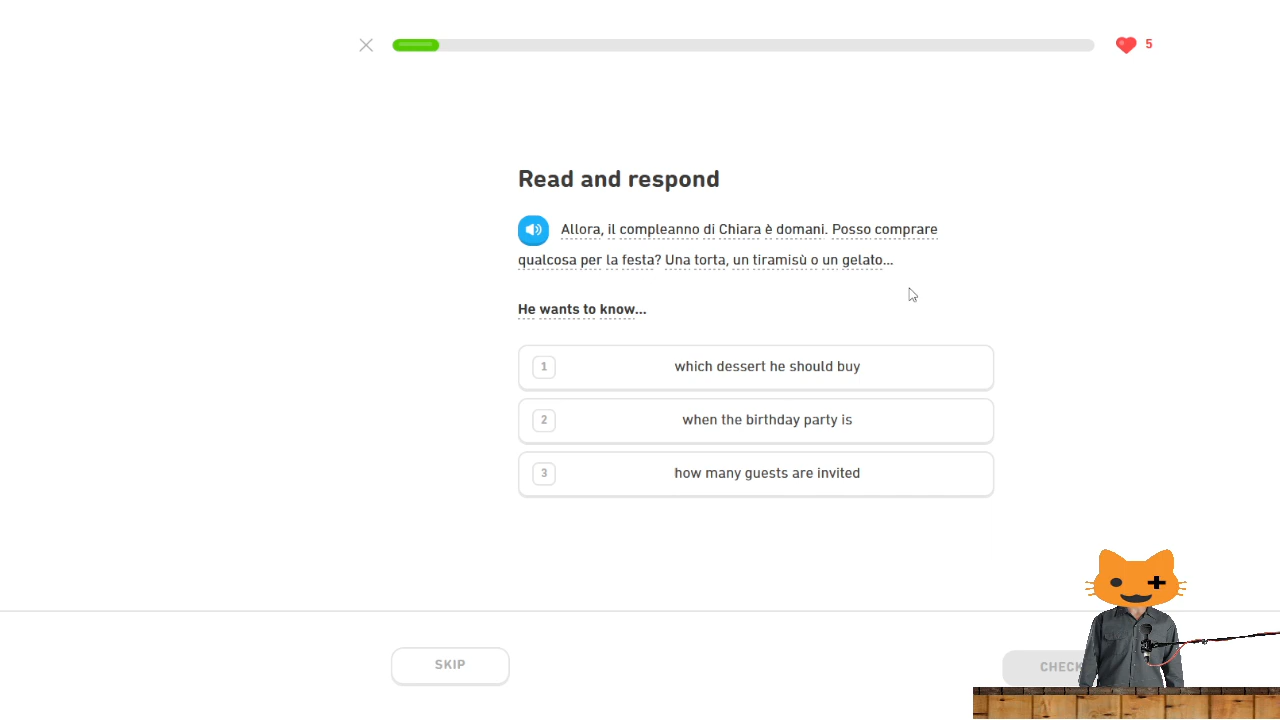 5
Read and respond
Allora, il compleanno di Chiara è domani. Posso comprare
qualcosa per la festa? Una torta, un tiramisù o un gelato...
He wants to know...
1 which dessert he should buy
2 when the birthday party is
3 how many guests are invited
SKIP
CHECK